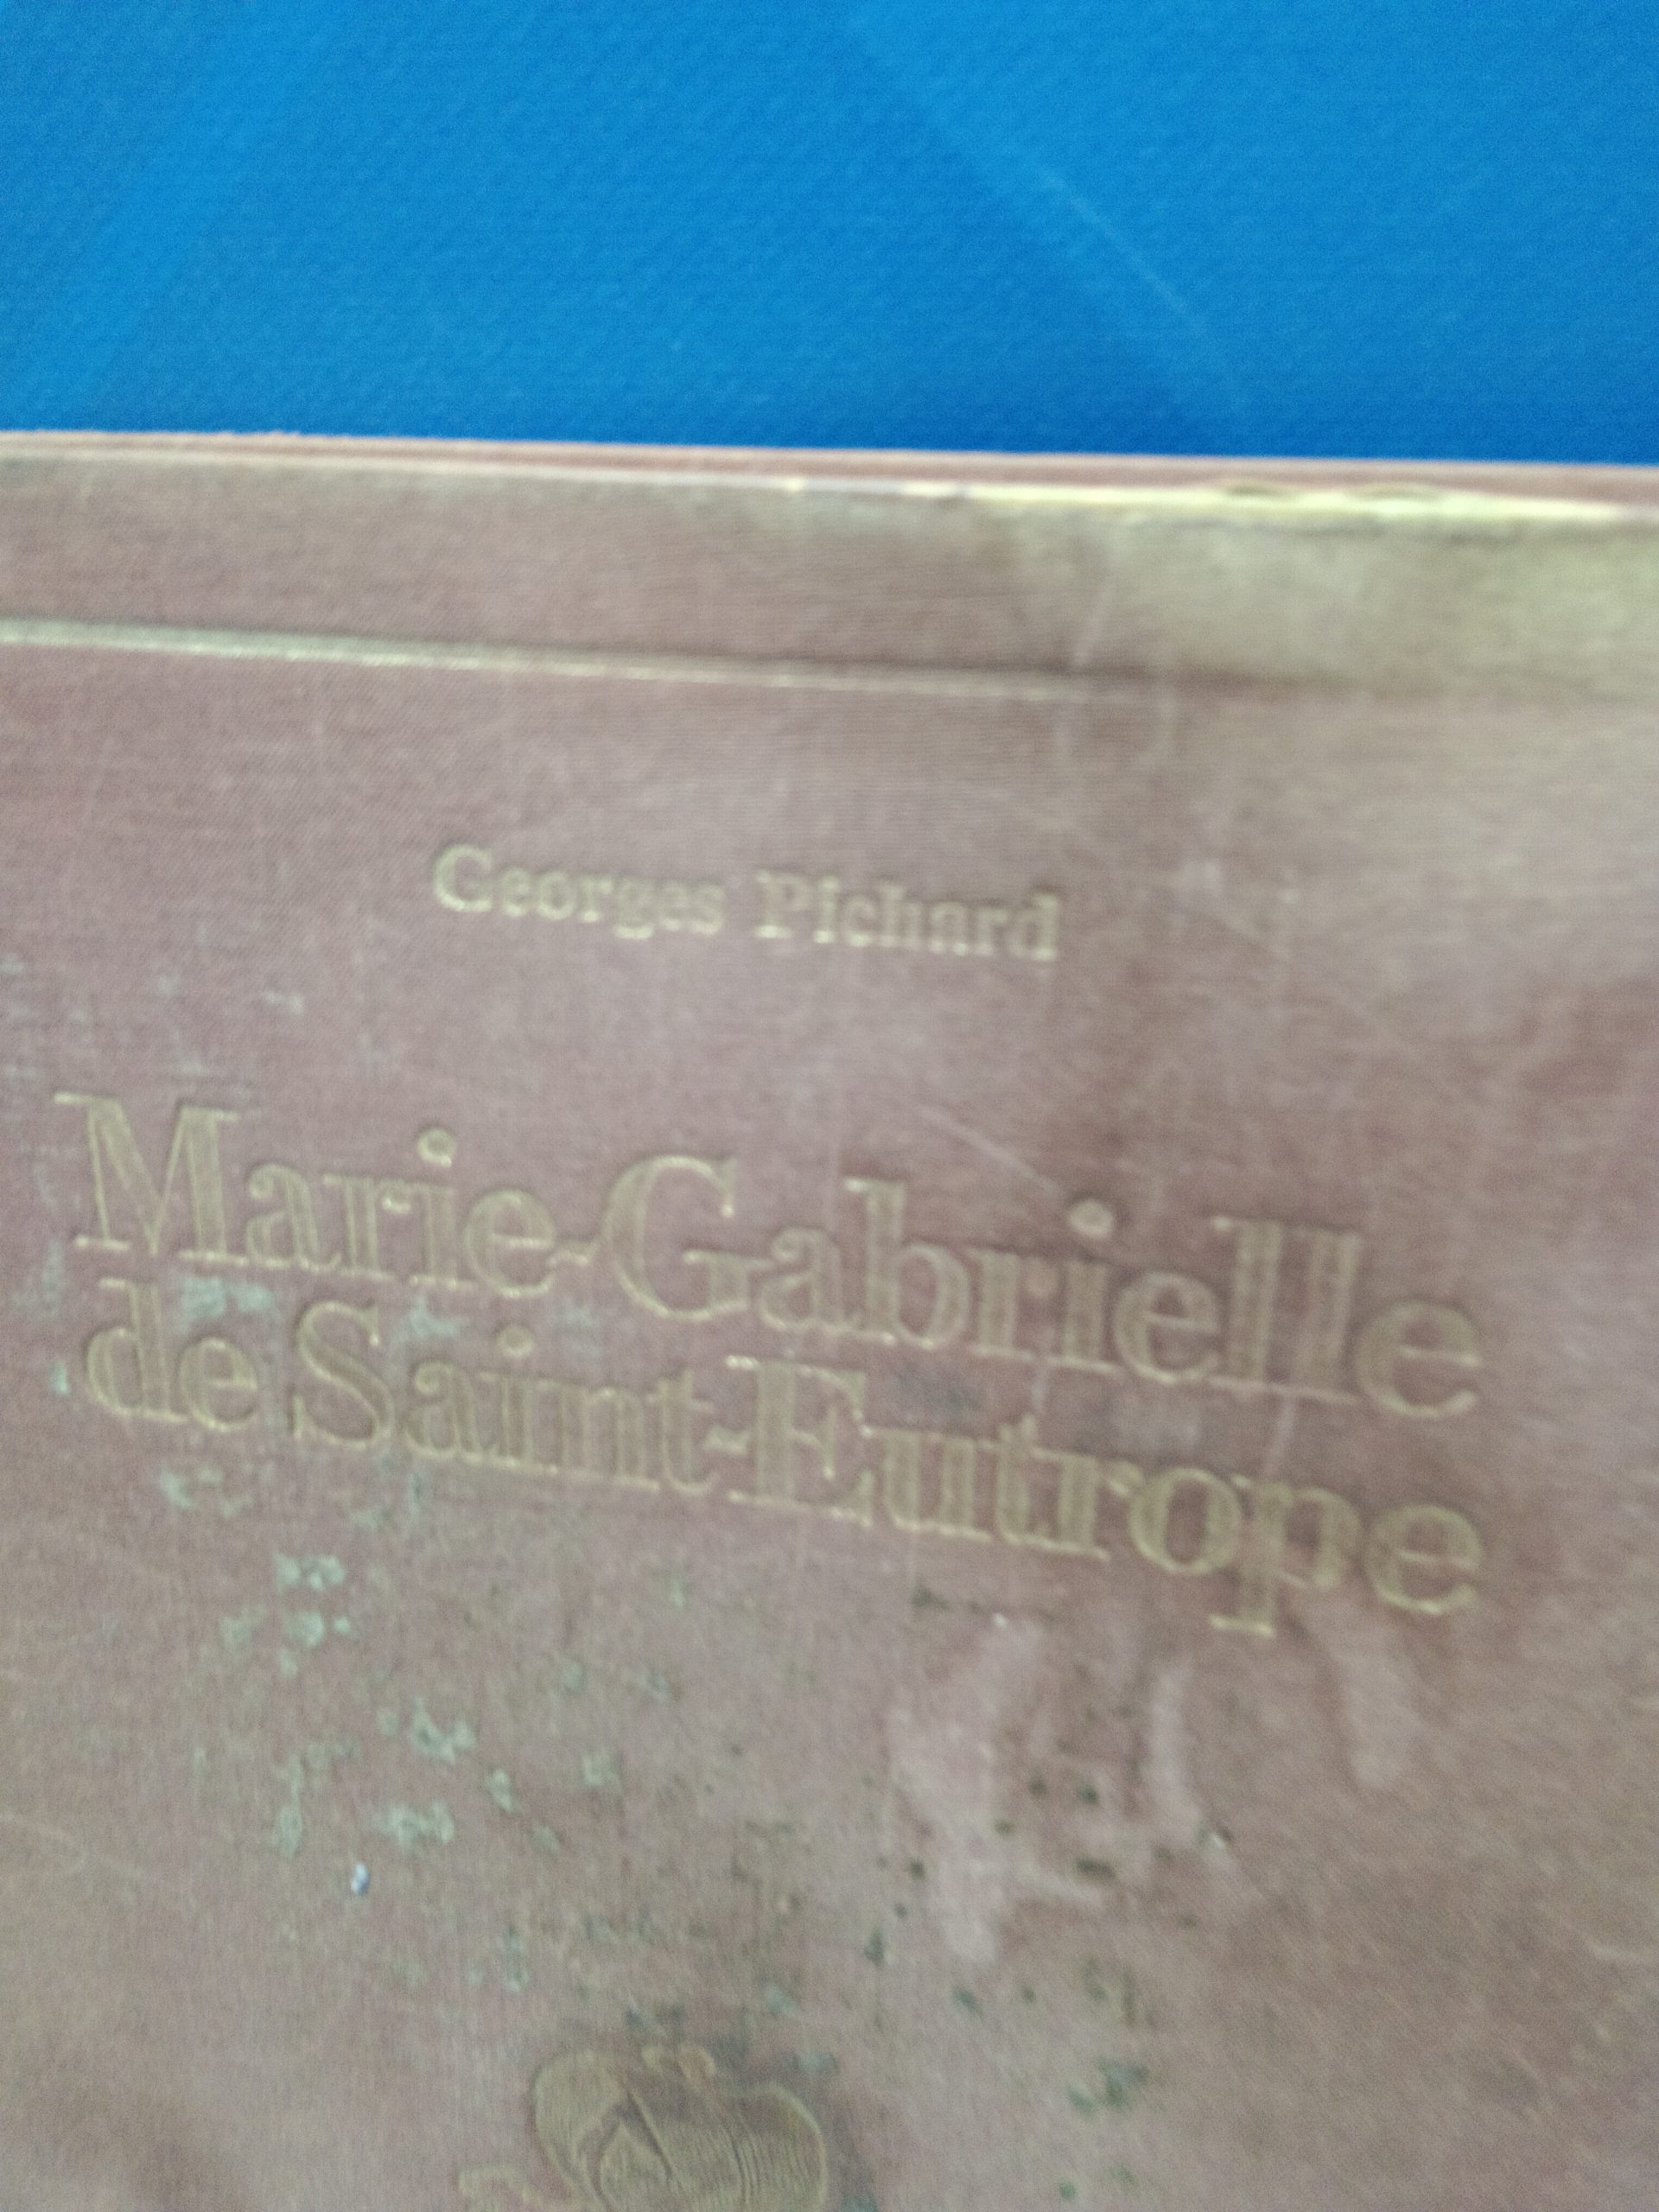 Georges Pichard
Marie-Gabrielle
de Saint-Eutrope